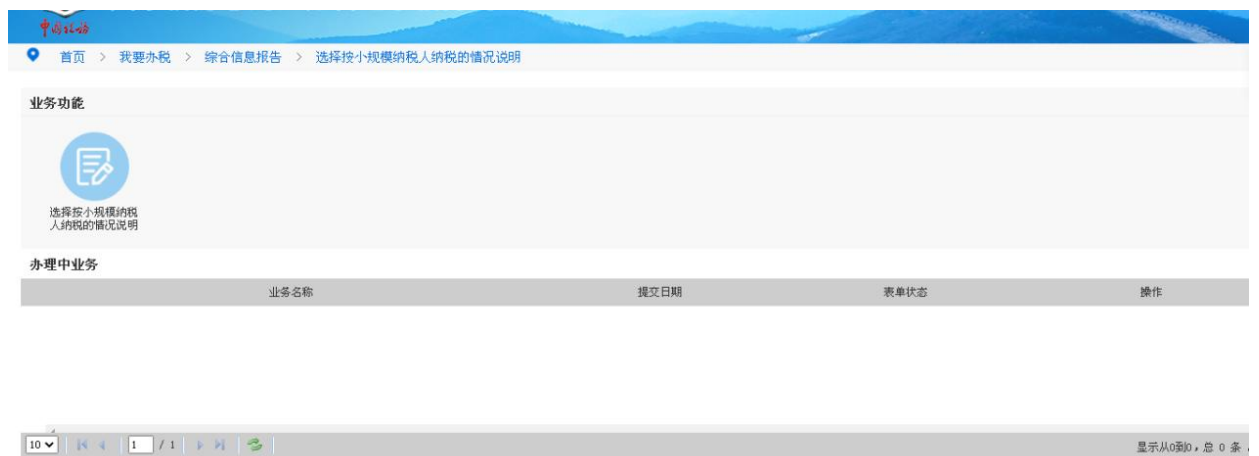 中国税务
首页 > 我要办税 > 综合信息报告 > 选择按小规模纳税人纳税的情况说明
业务功能
选择按小规模纳税
人纳税的情况说明
办理中业务
业务名称 提交日期 表单状态 操作
10 1 / 1 显示从0到0，总 0 条